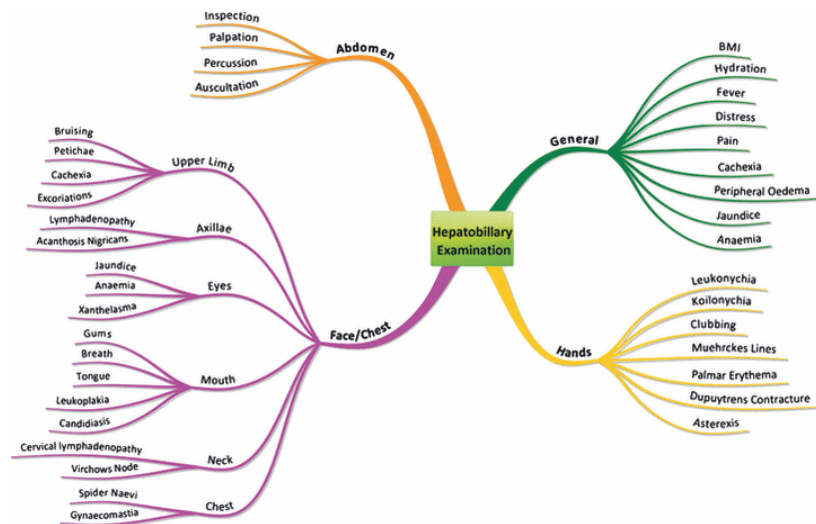 Inspection
Palpation
Percussion
Auscultation
Abdomen
BMI
Hydration
Fever
Distress
Pain
Cachexia
Peripheral Oedema
Jaundice
Anaemia
General
Hepatobillary
Examination
Bruising
Petichae
Cachexia
Excoriations
Upper Limb
Lymphadenopathy
Acanthosis Nigricans
Axillae
Jaundice
Anaemia
Xanthelasma
Eyes
Gums
Breath
Tongue
Leukoplakia
Candidiasis
Mouth
Cervical lymphadenopathy
Virchows Node
Neck
Spider Naevi
Gynaecomastia
Chest
Face/Chest
Leukonychia
Koilonychia
Clubbing
Muehrckes Lines
Palmar Erythema
Dupuytrens Contracture
Asterexis
Hands